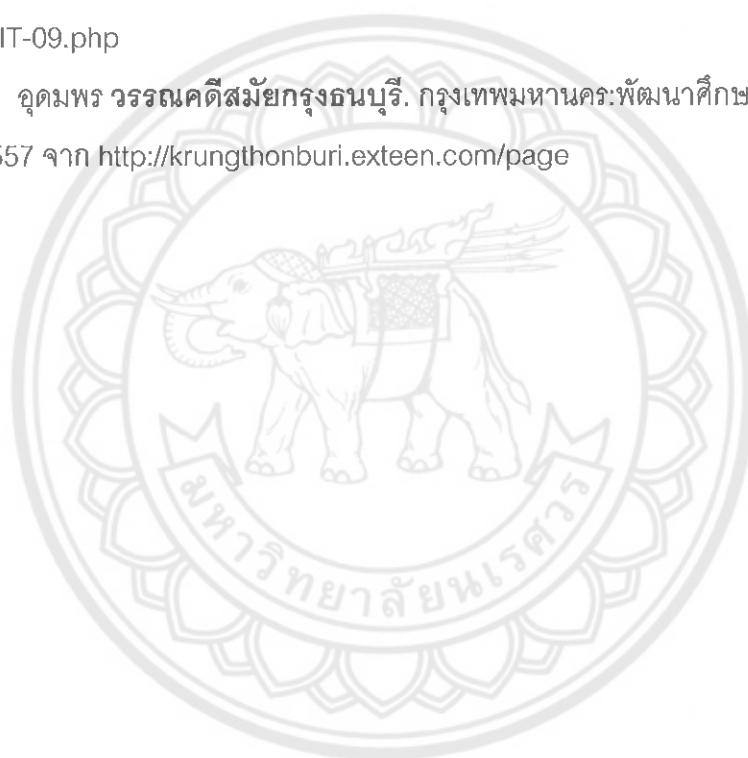 IT-09.php
อุดมพร วรรณคดีสมัยกรุงธนบุรี. กรุงเทพมหานคร:พัฒนาศึกษ
557 จาก http://krungthonburi.exteen.com/page
มหาวิทยาลัยนเรศวร